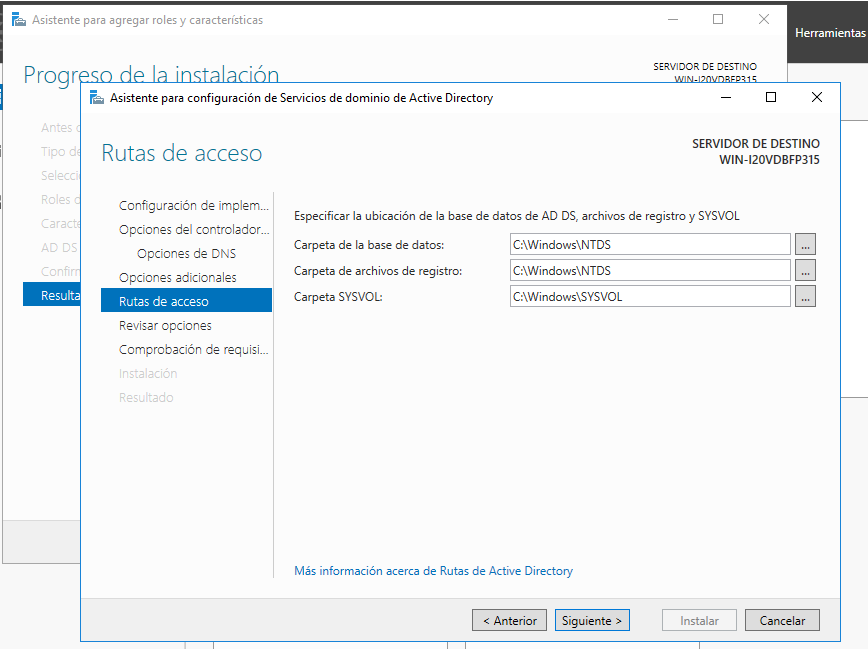 Asistente para agregar roles y características
Herramientas
Progreso de la instalación
SERVIDOR DE DESTINO
WIN-I20VDBFP315
Antes
Tipo de
Roles
AD DS
Asistente para configuración de Servicios de dominio de Active Directory
Rutas de acceso
SERVIDOR DE DESTINO
WIN-I20VDBFP315
Configuración de implem...
Opciones del controlador...
Opciones de DNS
Opciones adicionales
Rutas de acceso
Revisar opciones
Comprobación de requisi...
Instalación
Resultado
Especificar la ubicación de la base de datos de AD DS, archivos de registro y SYSVOL
Carpeta de la base de datos: C:\Windows\NTDS ...
Carpeta de archivos de registro: C:\Windows\NTDS ...
Carpeta SYSVOL: C:\Windows\SYSVOL ...
Más información acerca de Rutas de Active Directory
< Anterior Siguiente > Instalar Cancelar